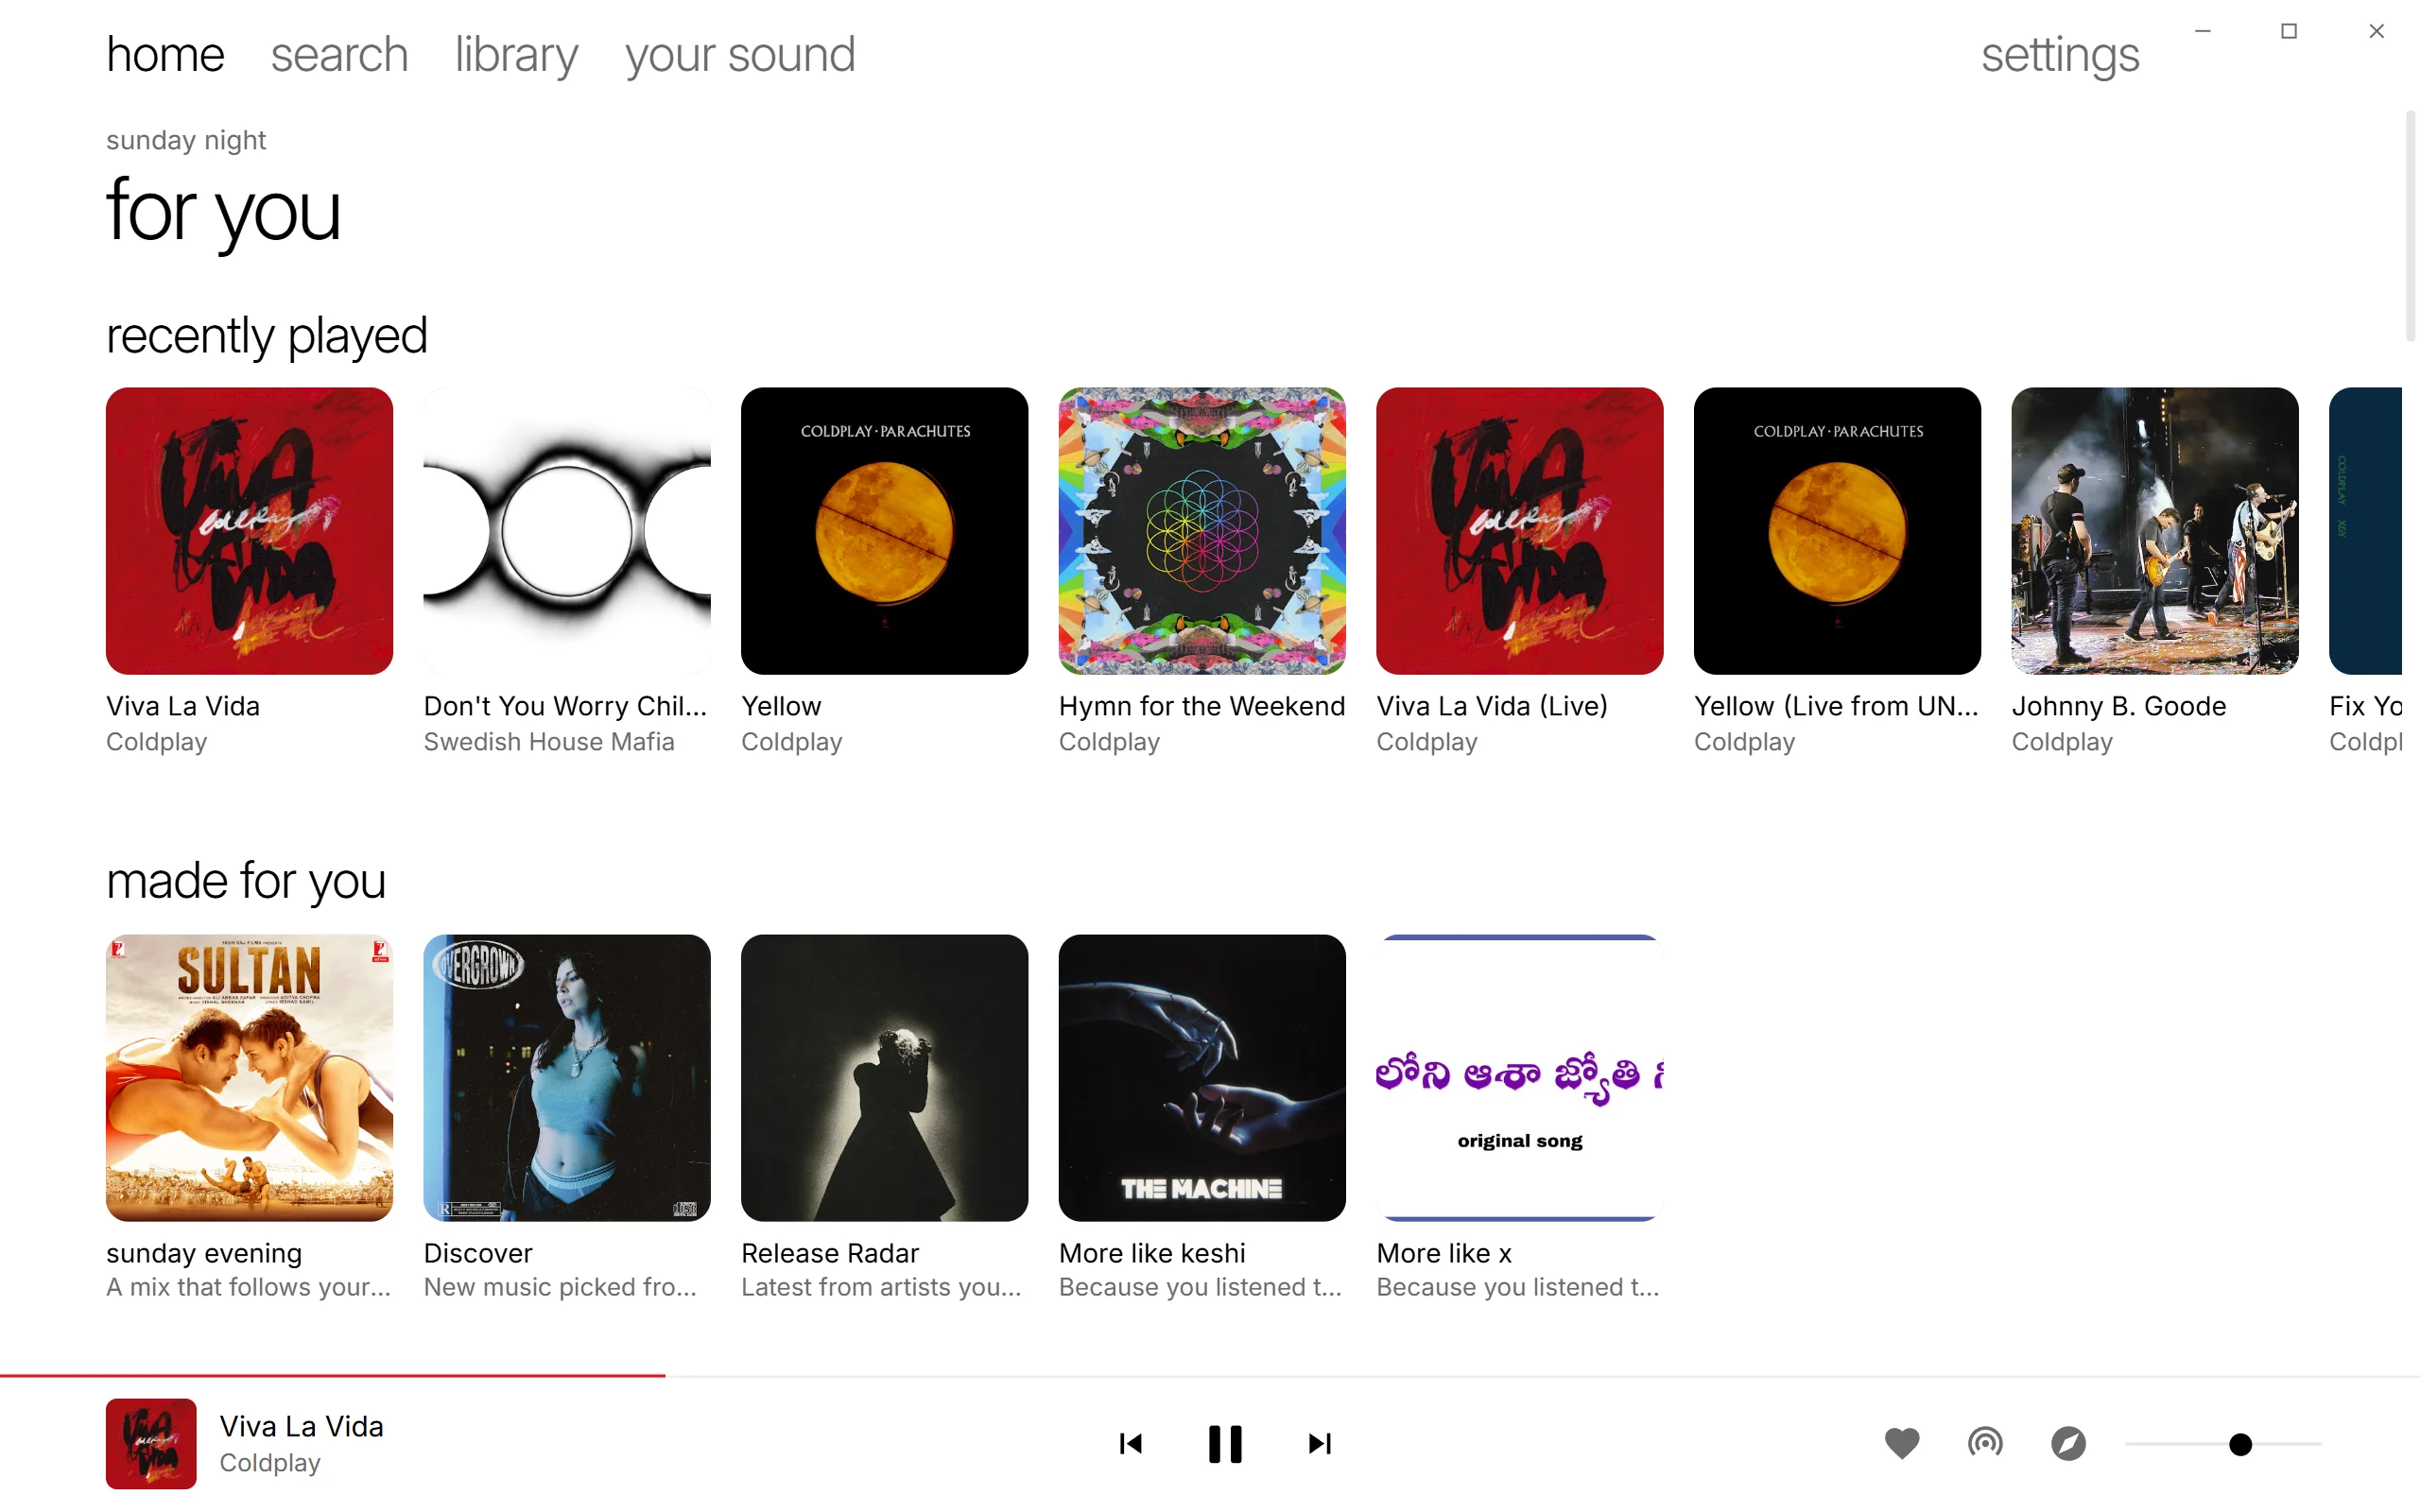 home search library your sound settings
sunday night
for you
recently played
COLDPLAY·PARACHUTES
COLDPLAY·PARACHUTES
Viva La Vida
Coldplay
Don't You Worry Chil...
Swedish House Mafia
Yellow
Coldplay
Hymn for the Weekend
Coldplay
Viva La Vida (Live)
Coldplay
Yellow (Live from UN...
Coldplay
Johnny B. Goode
Coldplay
Fix Yo
Coldpl
made for you
SULTAN
OVERGROWN
THE MACHINE
లోని ఆశా జ్యోతి
original song
sunday evening
A mix that follows your...
Discover
New music picked fro...
Release Radar
Latest from artists you...
More like keshi
Because you listened t...
More like x
Because you listened t...
Viva La Vida
Coldplay